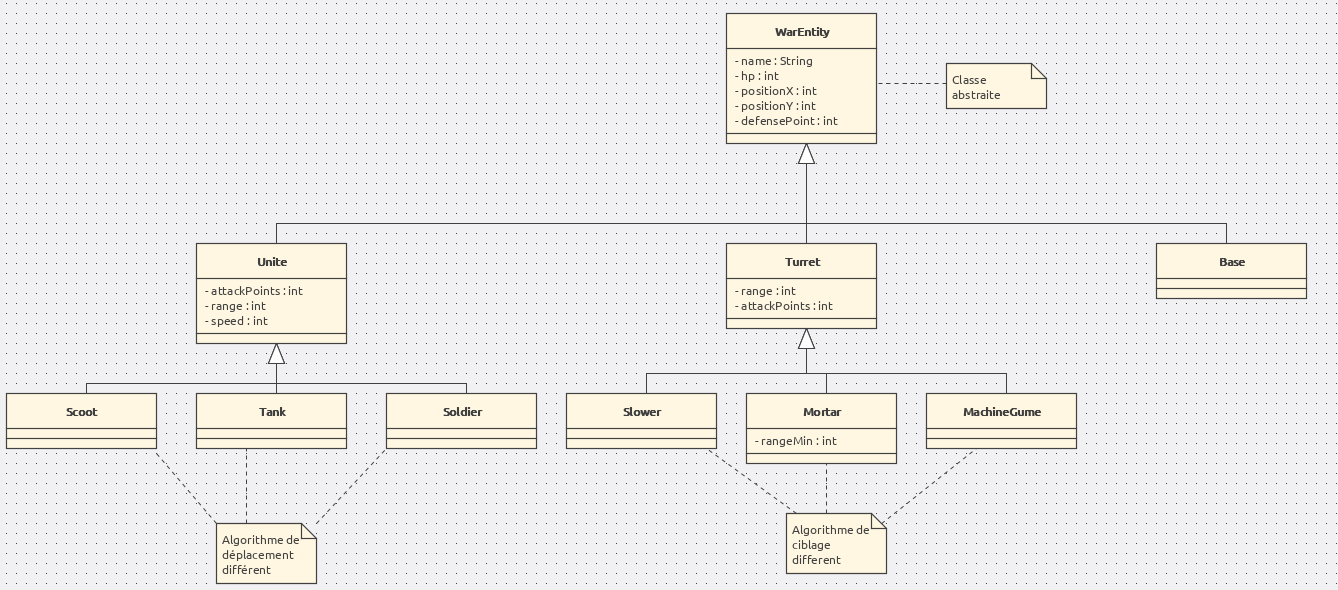 WarEntity
- name : String
- hp : int
- positionX : int
- positionY : int
- defensePoint : int
Classe
abstraite
Unite
- attackPoints : int
- range : int
- speed : int
Turret
- range : int
- attackPoints : int
Base
Scoot
Tank
Soldier
Slower
Mortar
- rangeMin : int
MachineGume
Algorithme de
déplacement
différent
Algorithme de
ciblage
different